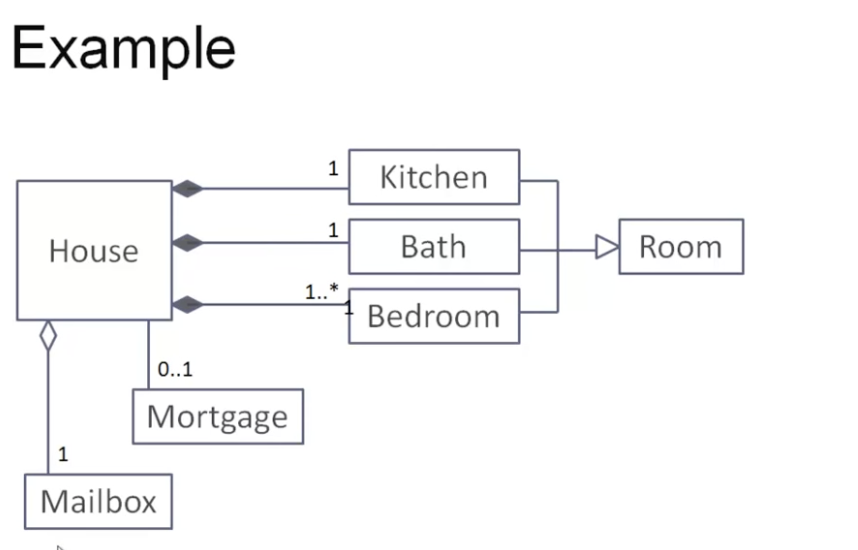 Example
1
Kitchen
House
1
Bath
Room
1..*
1
Bedroom
0..1
Mortgage
1
Mailbox